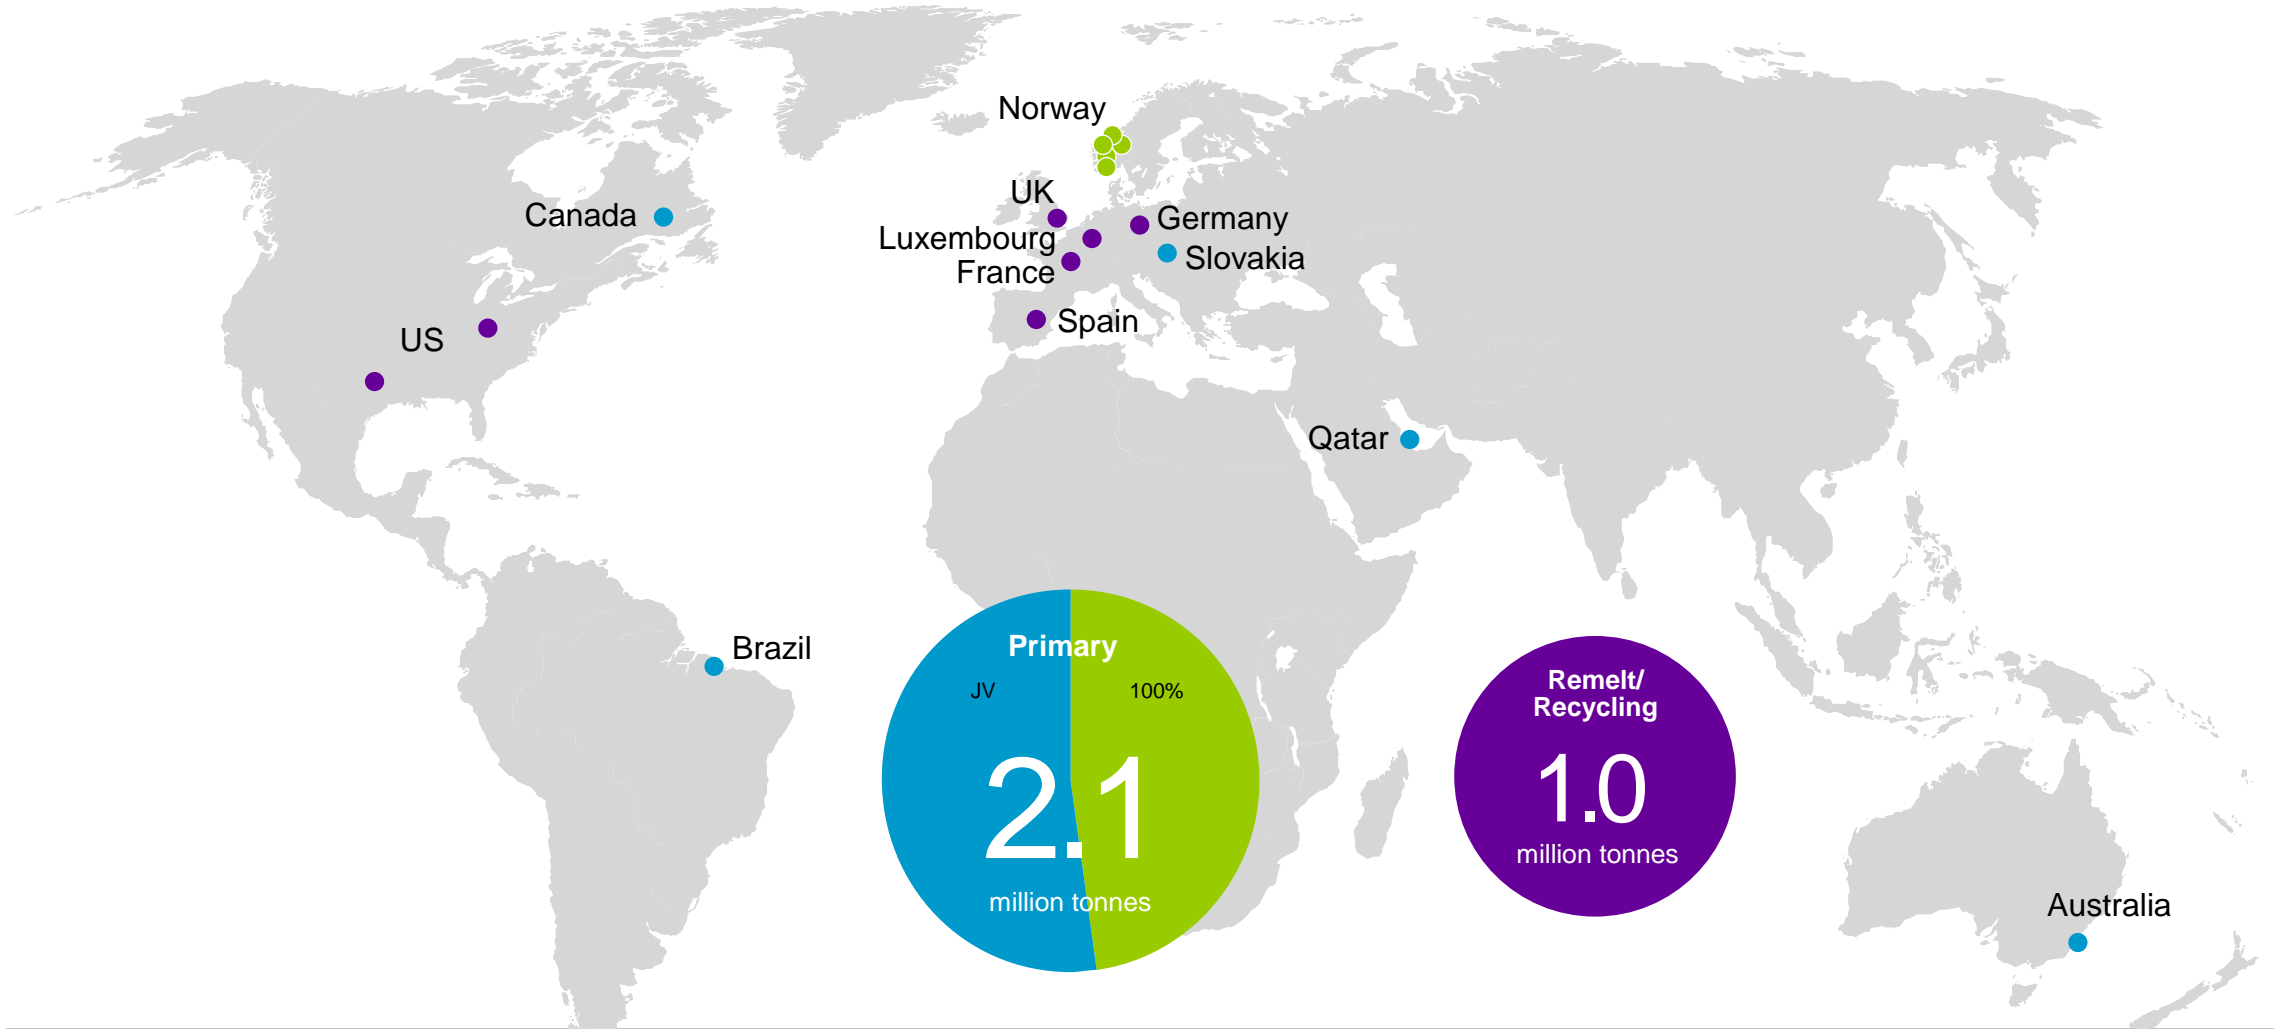 Norway
UK
Canada
Germany
Luxembourg
Slovakia
France
US
Spain
Qatar
Brazil
Primary
JV
100%
2.1
million tonnes
Remelt/
Recycling
1.0
million tonnes
Australia